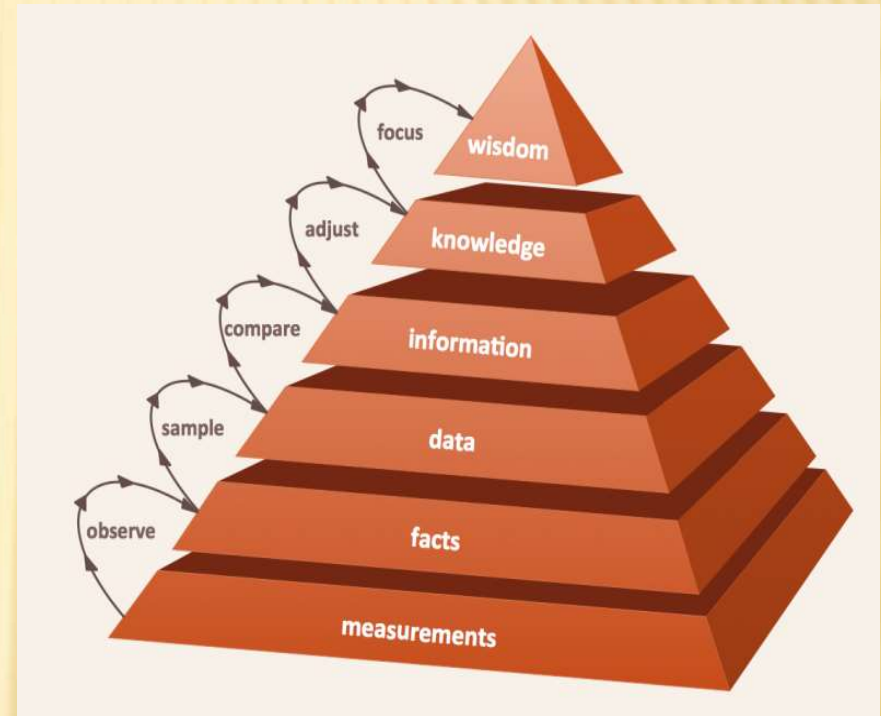 focus
wisdom
adjust
knowledge
compare
information
sample
data
observe
facts
measurements